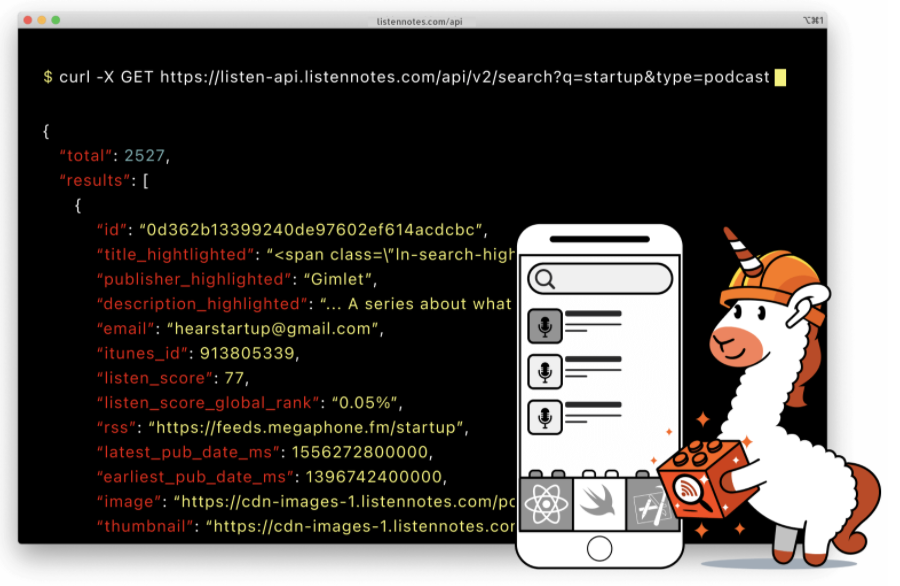 listennotes.com/api
⌥⌘1
$ curl -X GET https://listen-api.listennotes.com/api/v2/search?q=startup&type=podcast
{
“total”: 2527,
“results”: [
{
“id”: “0d362b13399240de97602ef614acdcbc”,
“title_hightlighted”: “<span class=\”ln-search-high
“publisher_highlighted”: “Gimlet”,
“description_highlighted”: “... A series about what
“email”: “hearstartup@gmail.com”,
“itunes_id”: 913805339,
“listen_score”: 77,
“listen_score_global_rank”: “0.05%”,
“rss”: “https://feeds.megaphone.fm/startup”,
“latest_pub_date_ms”: 1556272800000,
“earliest_pub_date_ms”: 1396742400000,
“image”: “https://cdn-images-1.listennotes.com/po
“thumbnail”: “https://cdn-images-1.listennotes.com